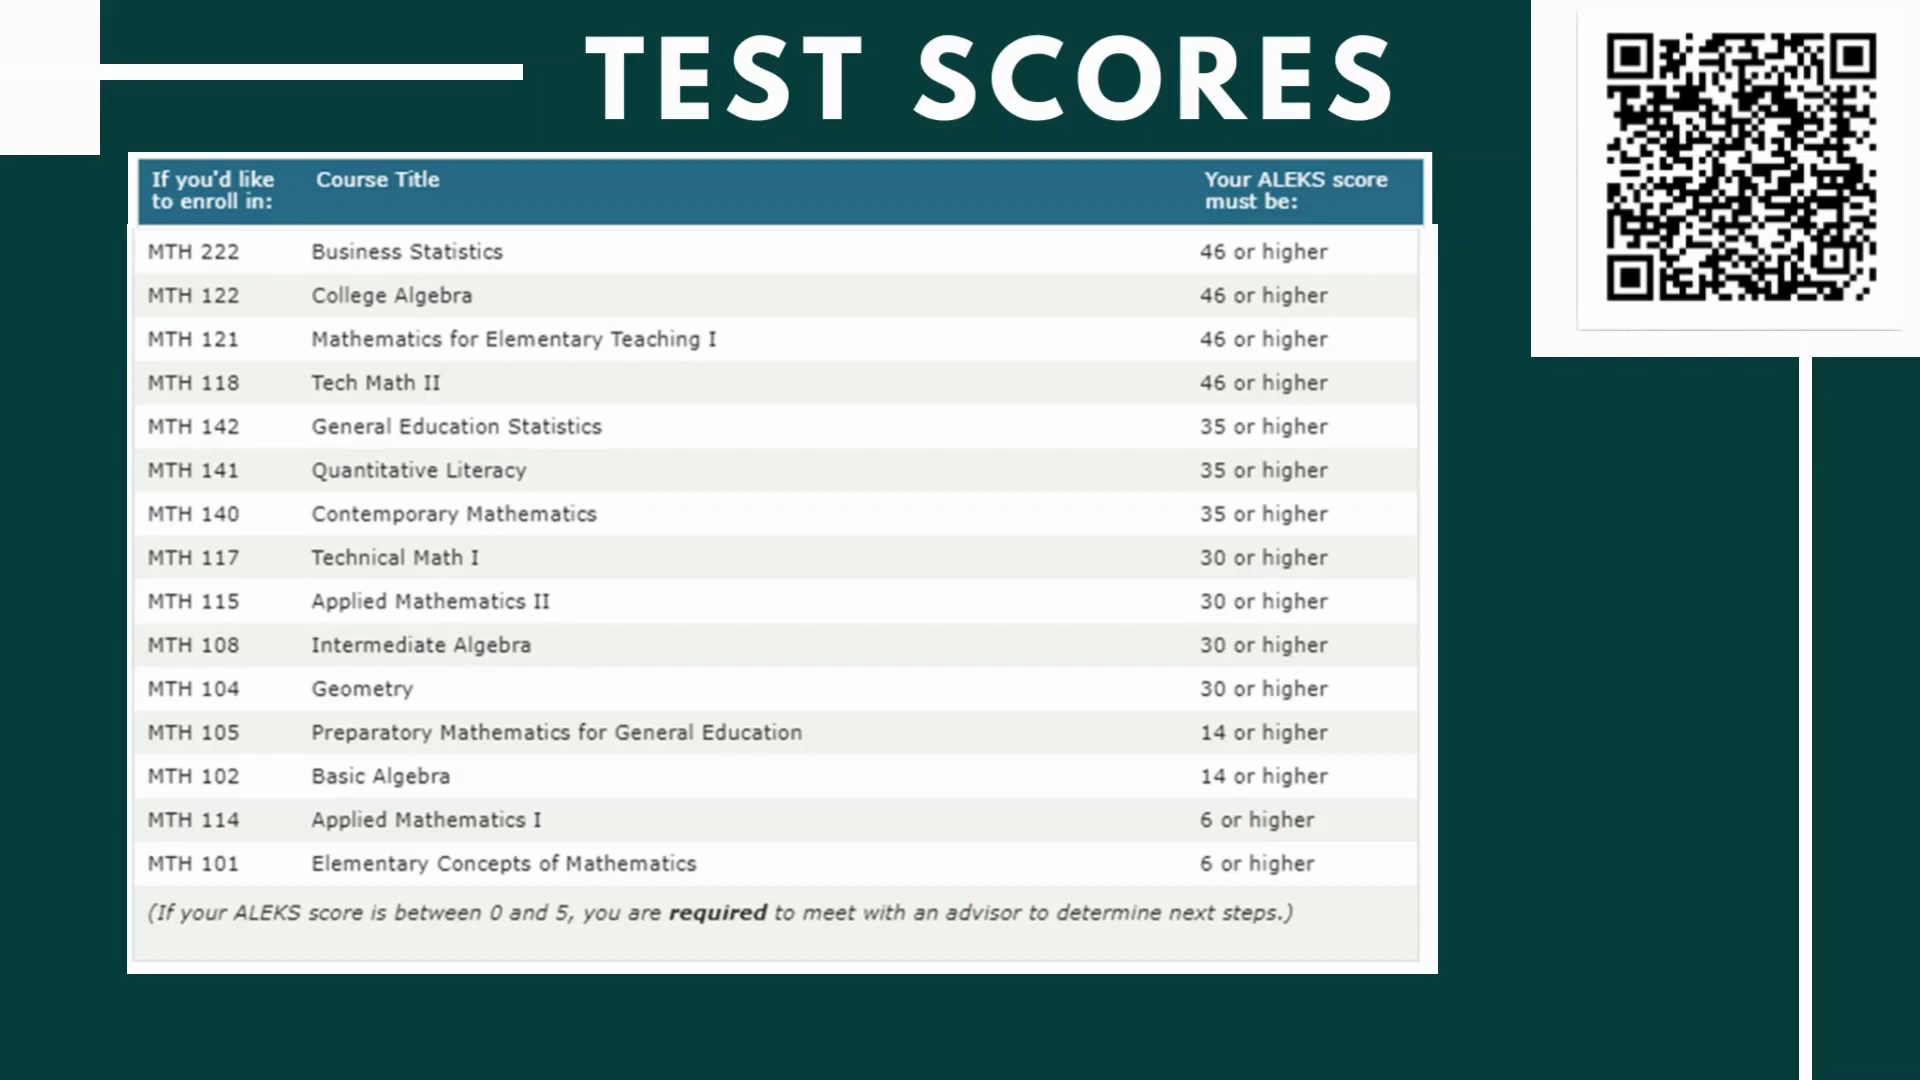 TEST SCORES
If you'd like to enroll in: Course Title Your ALEKS score must be:
MTH 222 Business Statistics 46 or higher
MTH 122 College Algebra 46 or higher
MTH 121 Mathematics for Elementary Teaching I 46 or higher
MTH 118 Tech Math II 46 or higher
MTH 142 General Education Statistics 35 or higher
MTH 141 Quantitative Literacy 35 or higher
MTH 140 Contemporary Mathematics 35 or higher
MTH 117 Technical Math I 30 or higher
MTH 115 Applied Mathematics II 30 or higher
MTH 108 Intermediate Algebra 30 or higher
MTH 104 Geometry 30 or higher
MTH 105 Preparatory Mathematics for General Education 14 or higher
MTH 102 Basic Algebra 14 or higher
MTH 114 Applied Mathematics I 6 or higher
MTH 101 Elementary Concepts of Mathematics 6 or higher
(If your ALEKS score is between 0 and 5, you are required to meet with an advisor to determine next steps.)